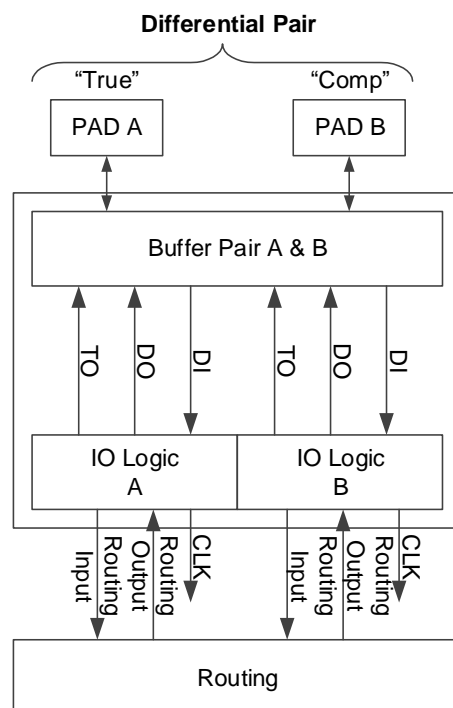 Differential Pair
“True”
“Comp”
PAD A
PAD B
Buffer Pair A & B
TO
DO
DI
TO
DO
DI
IO Logic
A
IO Logic
B
Routing
Input
Routing
Output
CLK
Routing
Input
Routing
Output
CLK
Routing